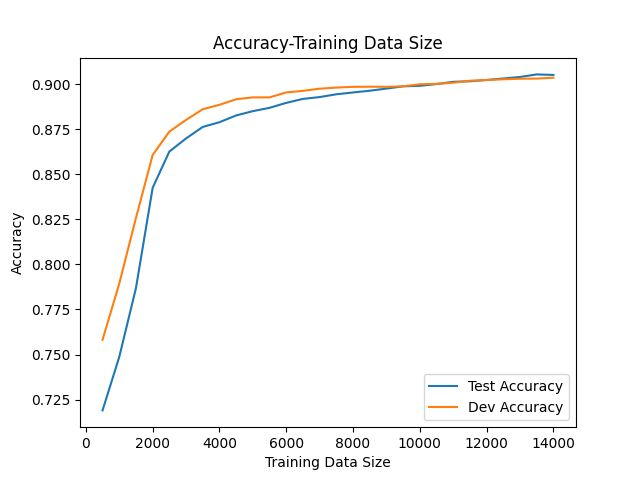 Accuracy-Training Data Size
0.900
0.875
0.850
0.825
0.800
0.775
0.750
0.725
Accuracy
0 2000 4000 6000 8000 10000 12000 14000
Training Data Size
Test Accuracy
Dev Accuracy